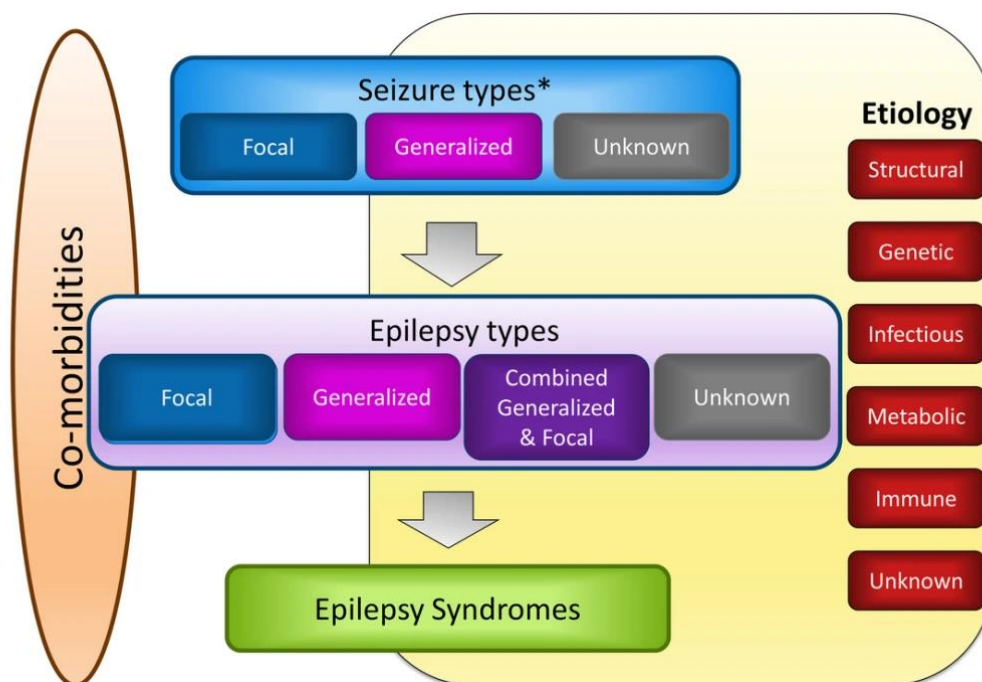 Seizure types*
Focal
Generalized
Unknown
Epilepsy types
Focal
Generalized
Combined
Generalized
& Focal
Unknown
Epilepsy Syndromes
Co-morbidities
Etiology
Structural
Genetic
Infectious
Metabolic
Immune
Unknown